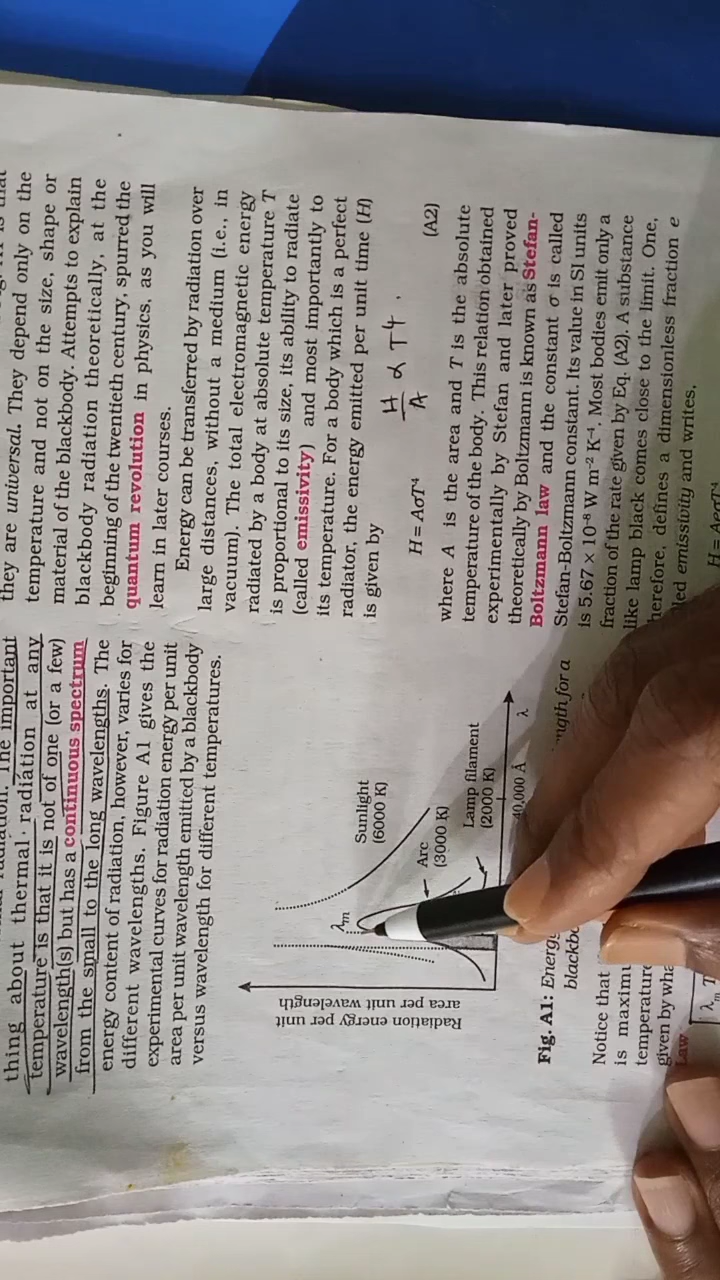 thing about thermal radiation at any
temperature is that it is not of one (or a few)
wavelength(s) but has a continuous spectrum
from the small to the long wavelengths. The
energy content of radiation, however, varies for
different wavelengths. Figure A1 gives the
experimental curves for radiation energy per unit
area per unit wavelength emitted by a blackbody
versus wavelength for different temperatures.
Radiation energy per unit
area per unit wavelength
λm
Sunlight
(6000 K)
Arc
(3000 K)
Lamp filament
(2000 K)
40,000 Å
λ
Fig. A1: Energy
ngth for a
Notice that
is maximu
temperature
given by wha
Law
λm T
they are universal. They depend only on the
temperature and not on the size, shape or
material of the blackbody. Attempts to explain
blackbody radiation theoretically, at the
beginning of the twentieth century, spurred the
quantum revolution in physics, as you will
learn in later courses.
Energy can be transferred by radiation over
large distances, without a medium (i.e., in
vacuum). The total electromagnetic energy
radiated by a body at absolute temperature T
is proportional to its size, its ability to radiate
(called emissivity) and most importantly to
its temperature. For a body which is a perfect
radiator, the energy emitted per unit time (H)
is given by
H/A α T4.
H = AσT⁴ (A2)
where A is the area and T is the absolute
temperature of the body. This relation obtained
experimentally by Stefan and later proved
theoretically by Boltzmann is known as Stefan-
Boltzmann law and the constant σ is called
Stefan-Boltzmann constant. Its value in SI units
is 5.67 × 10⁻⁸ W m⁻² K⁻⁴. Most bodies emit only a
fraction of the rate given by Eq. (A2). A substance
like lamp black comes close to the limit. One,
herefore, defines a dimensionless fraction e
led emissivity and writes,
H = AeσT⁴